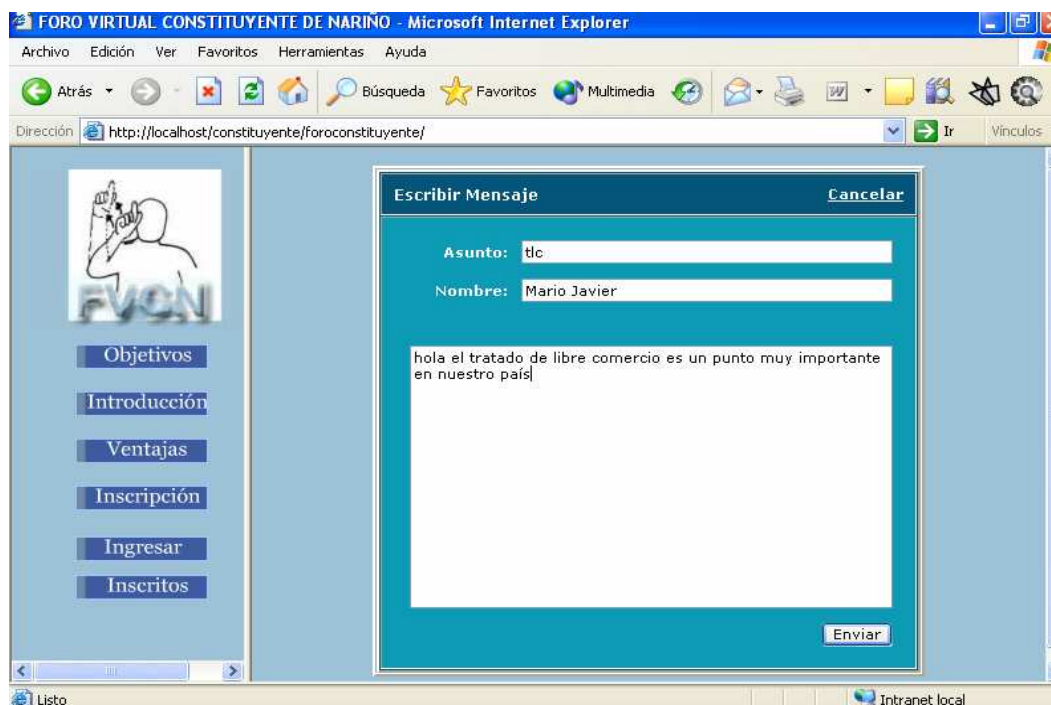 FORO VIRTUAL CONSTITUYENTE DE NARIÑO - Microsoft Internet Explorer
Archivo Edición Ver Favoritos Herramientas Ayuda
Atrás Búsqueda Favoritos Multimedia
Dirección http://localhost/constituyente/foroconstituyente/ Ir Vínculos
FVCN
Objetivos
Introducción
Ventajas
Inscripción
Ingresar
Inscritos
Escribir Mensaje Cancelar
Asunto: tlc
Nombre: Mario Javier
hola el tratado de libre comercio es un punto muy importante
en nuestro país
Enviar
Listo Intranet local